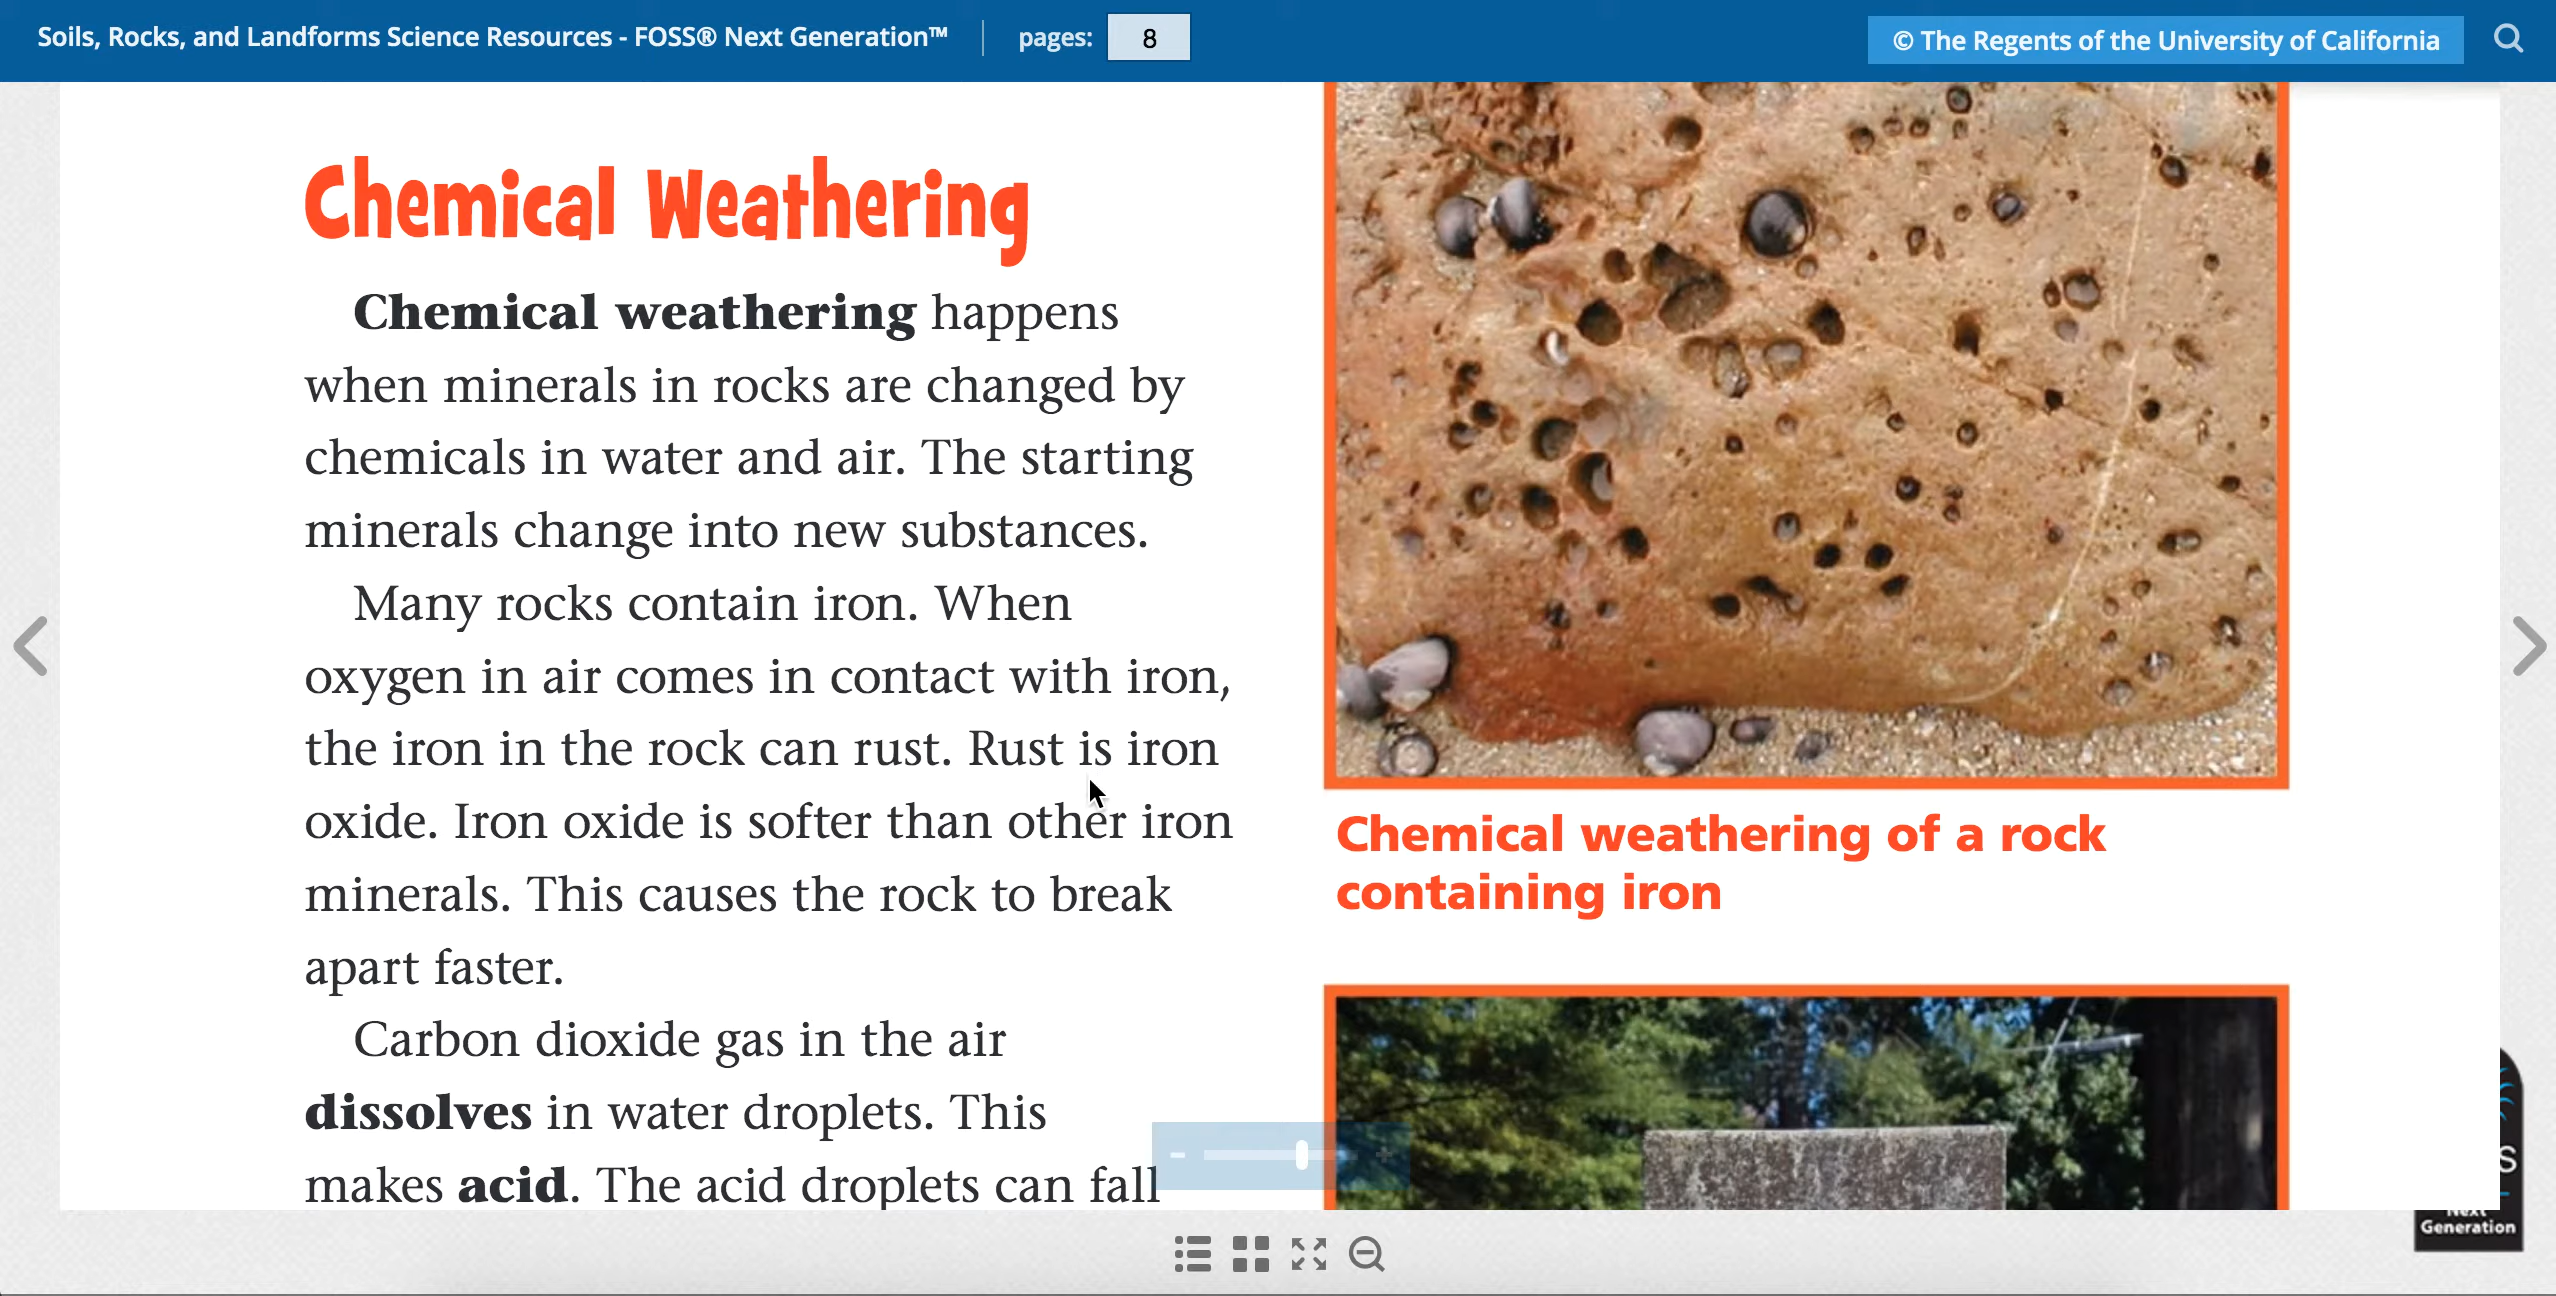 Soils, Rocks, and Landforms Science Resources - FOSS® Next Generation™
pages: 8
© The Regents of the University of California
Chemical Weathering
Chemical weathering happens
when minerals in rocks are changed by
chemicals in water and air. The starting
minerals change into new substances.
Many rocks contain iron. When
oxygen in air comes in contact with iron,
the iron in the rock can rust. Rust is iron
oxide. Iron oxide is softer than other iron
minerals. This causes the rock to break
apart faster.
Carbon dioxide gas in the air
dissolves in water droplets. This
makes acid. The acid droplets can fall
Chemical weathering of a rock
containing iron
S
Next
Generation